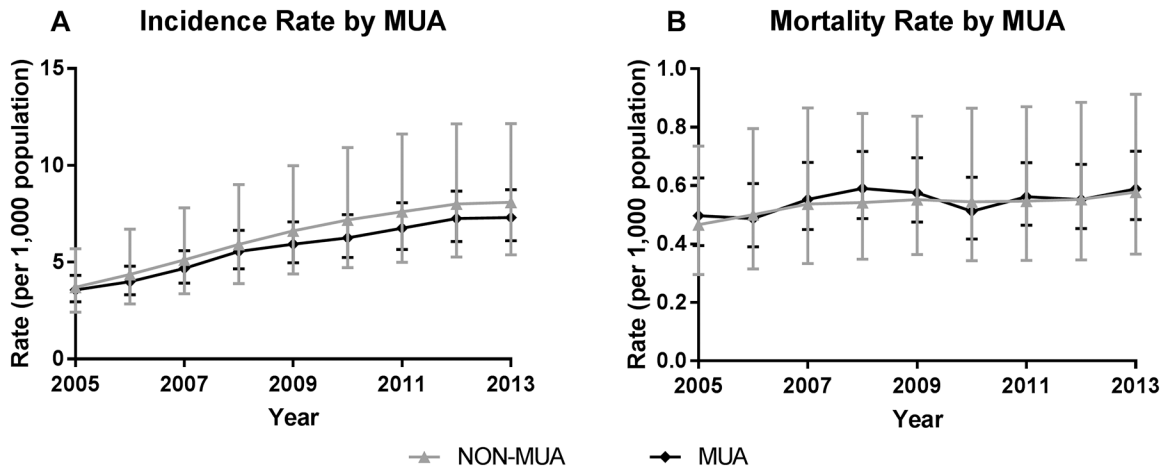 A Incidence Rate by MUA
Rate (per 1,000 population)
15
10
5
0
2005 2007 2009 2011 2013
Year
B Mortality Rate by MUA
Rate (per 1,000 population)
1.0
0.8
0.6
0.4
0.2
0.0
2005 2007 2009 2011 2013
Year
NON-MUA MUA